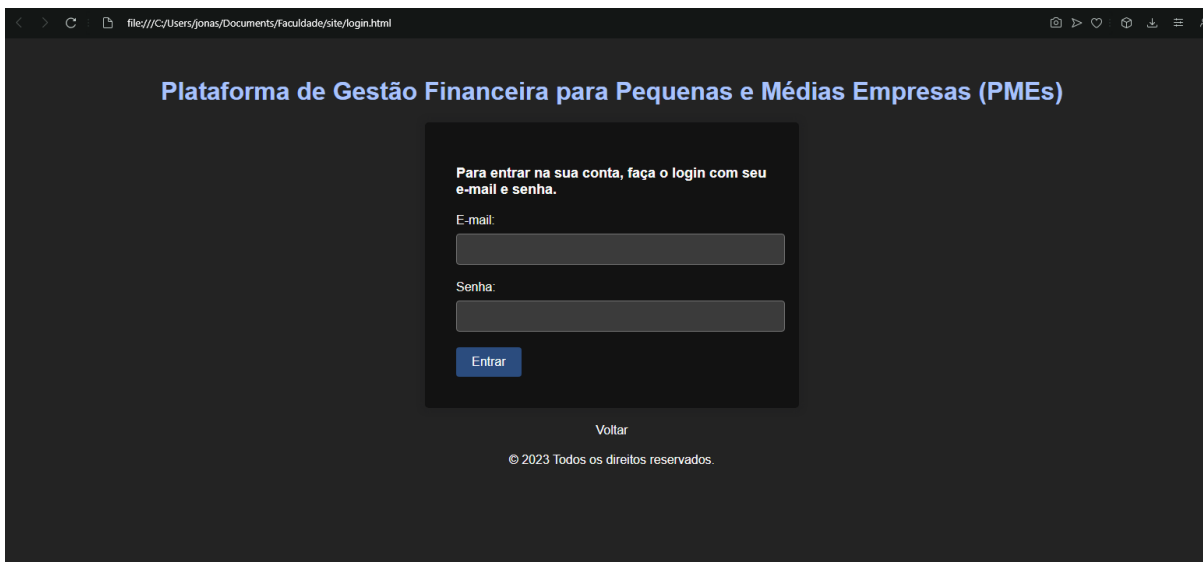 file:///C:/Users/jonas/Documents/Faculdade/site/login.html
Plataforma de Gestão Financeira para Pequenas e Médias Empresas (PMEs)
Para entrar na sua conta, faça o login com seu
e-mail e senha.
E-mail:
Senha:
Entrar
Voltar
© 2023 Todos os direitos reservados.